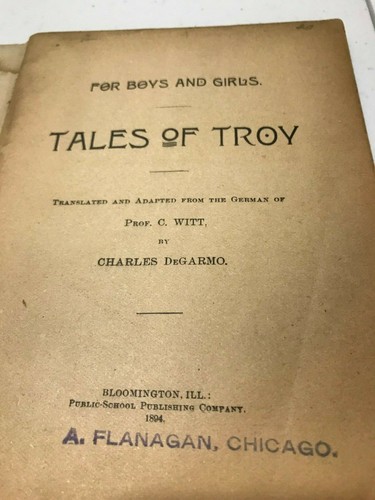 FOR BOYS AND GIRLS.
TALES OF TROY
TRANSLATED AND ADAPTED FROM THE GERMAN OF
PROF. C. WITT,
BY
CHARLES DEGARMO.
BLOOMINGTON, ILL.:
PUBLIC-SCHOOL PUBLISHING COMPANY.
1894.
A. FLANAGAN, CHICAGO.